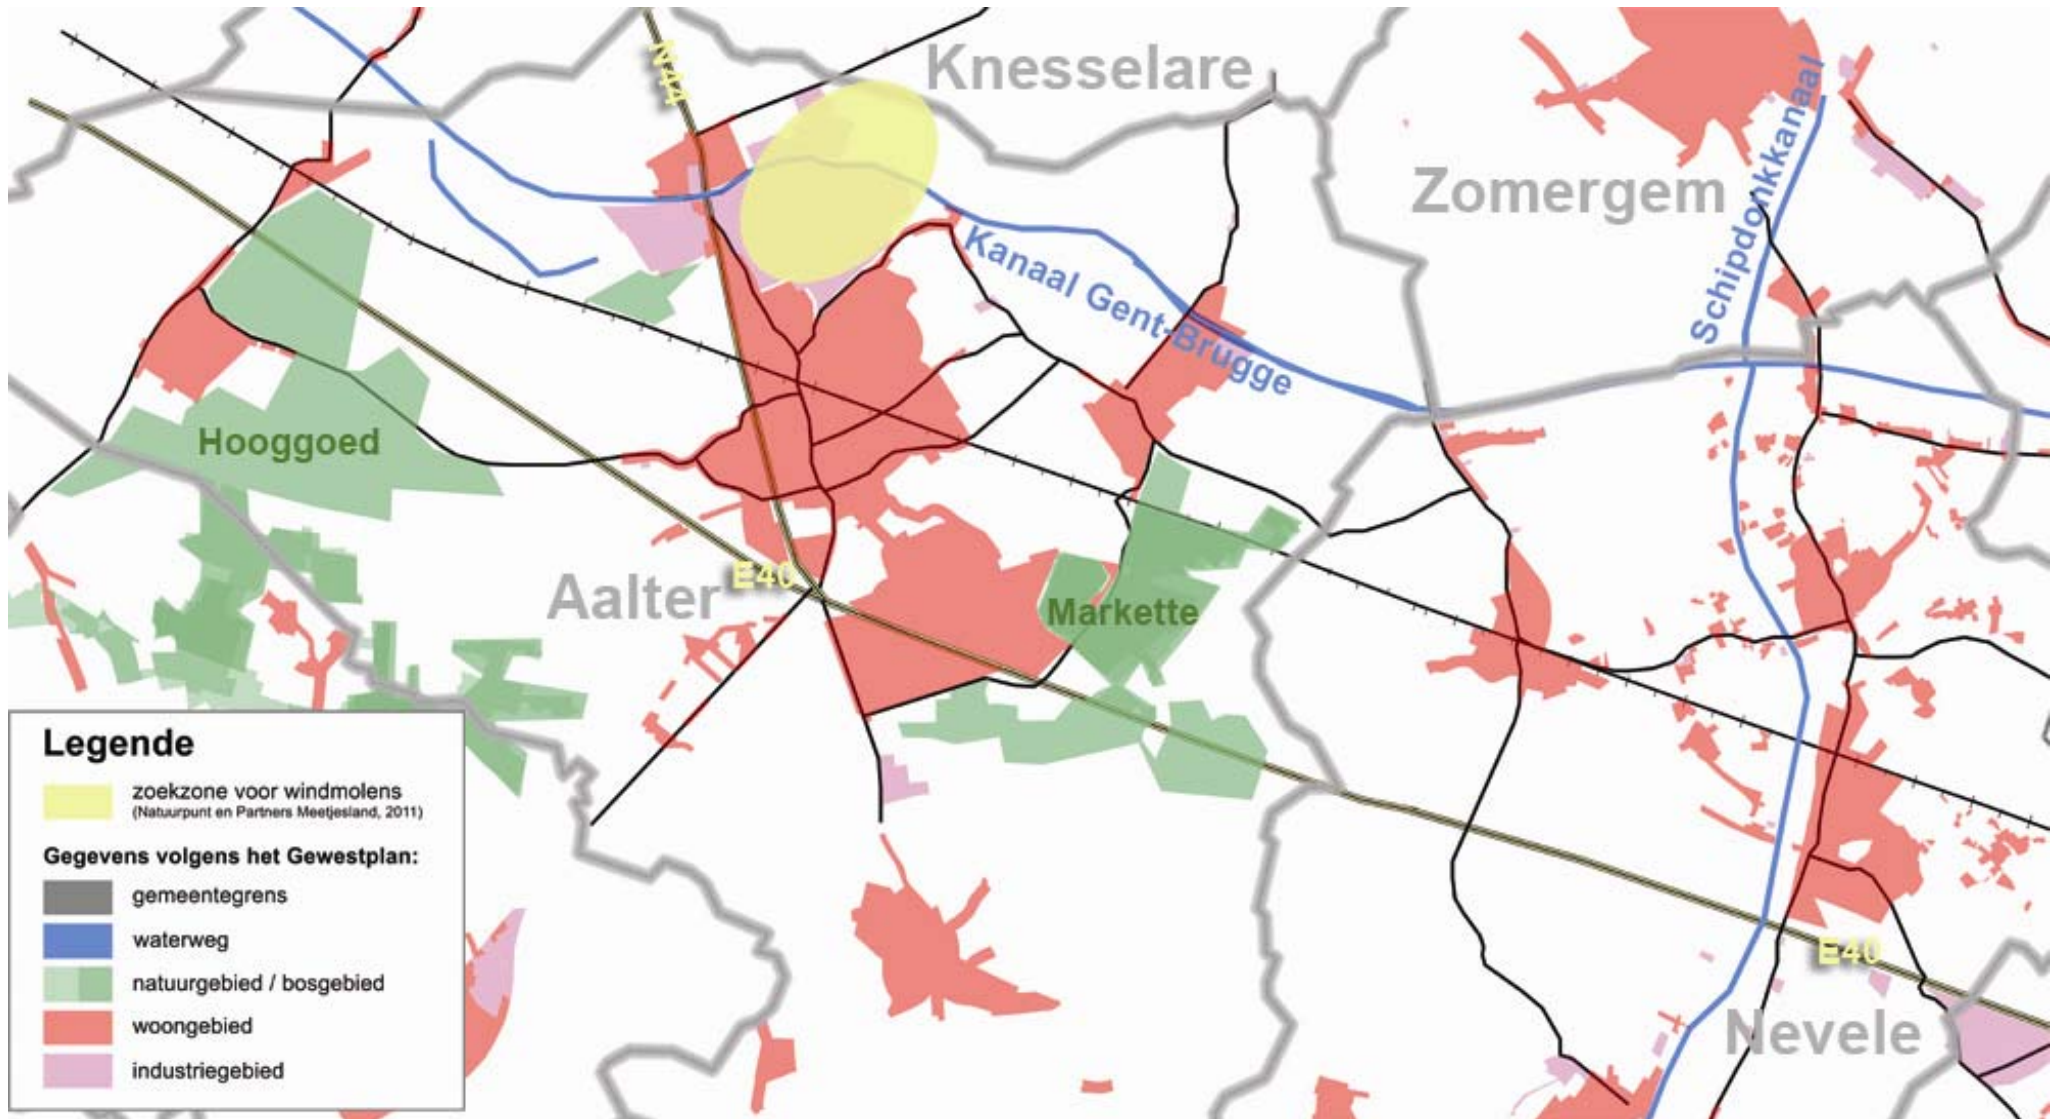 N44
Knesselare
Zomergem
Schipdonkkanaal
Kanaal Gent-Brugge
Hooggoed
Aalter
E40
Markette
Legende
zoekzone voor windmolens
(Natuurpunt en Partners Meetjesland, 2011)
Gegevens volgens het Gewestplan:
gemeentegrens
waterweg
natuurgebied / bosgebied
woongebied
industriegebied
E40
Nevele